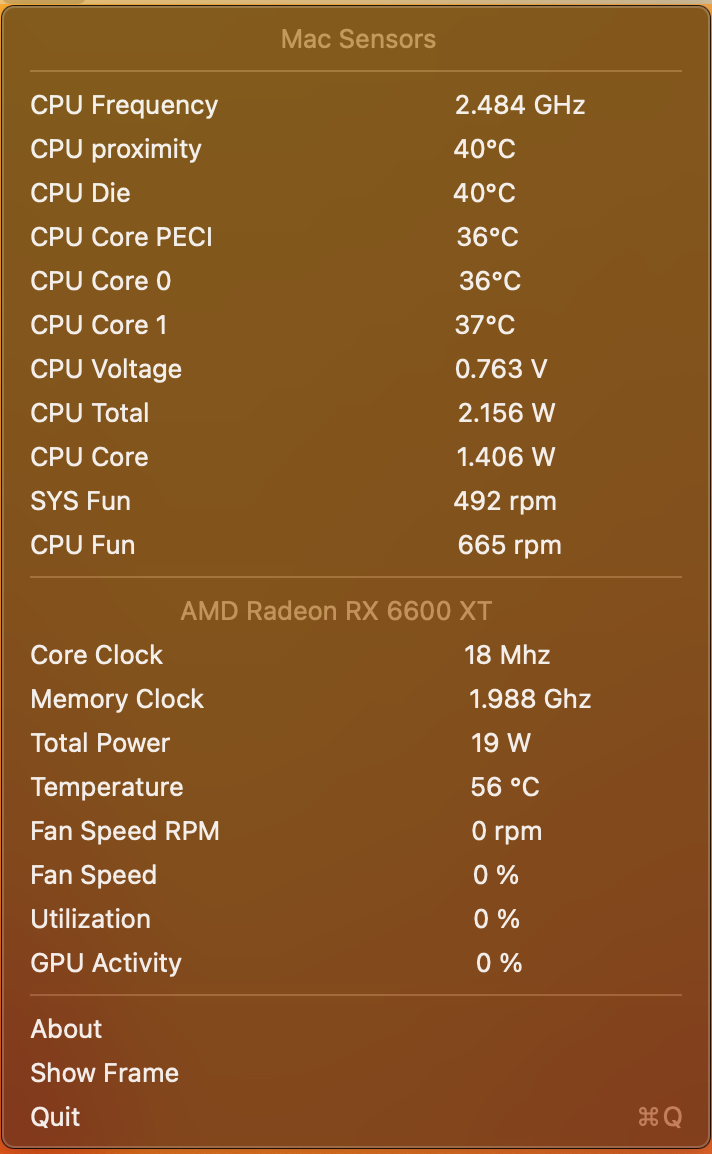 Mac Sensors
CPU Frequency 2.484 GHz
CPU proximity 40°C
CPU Die 40°C
CPU Core PECI 36°C
CPU Core 0 36°C
CPU Core 1 37°C
CPU Voltage 0.763 V
CPU Total 2.156 W
CPU Core 1.406 W
SYS Fun 492 rpm
CPU Fun 665 rpm
AMD Radeon RX 6600 XT
Core Clock 18 Mhz
Memory Clock 1.988 Ghz
Total Power 19 W
Temperature 56 °C
Fan Speed RPM 0 rpm
Fan Speed 0 %
Utilization 0 %
GPU Activity 0 %
About
Show Frame
Quit ⌘Q